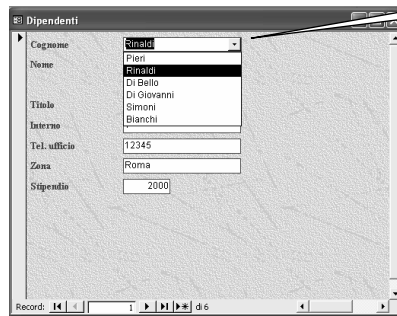 Dipendenti
Cognome Rinaldi
Pieri
Nome Rinaldi
Di Bello
Di Giovanni
Titolo Simoni
Bianchi
Interno
Tel. ufficio 12345
Zona Roma
Stipendio 2000
Record: 1 di 6